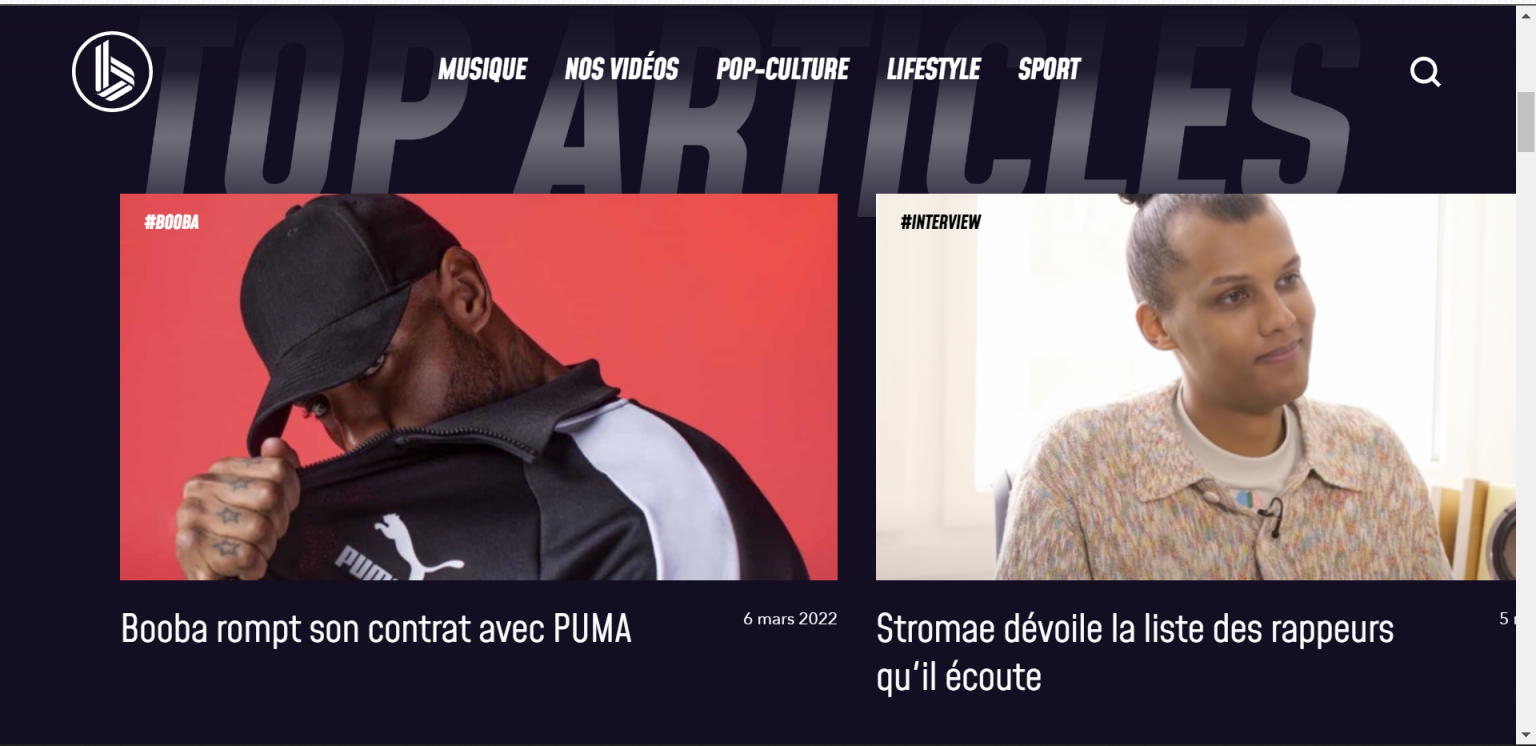 TOP ARTICLES
MUSIQUE NOS VIDÉOS POP-CULTURE LIFESTYLE SPORT
#BOOBA
#INTERVIEW
PUMA
Booba rompt son contrat avec PUMA
6 mars 2022
Stromae dévoile la liste des rappeurs
qu'il écoute
5